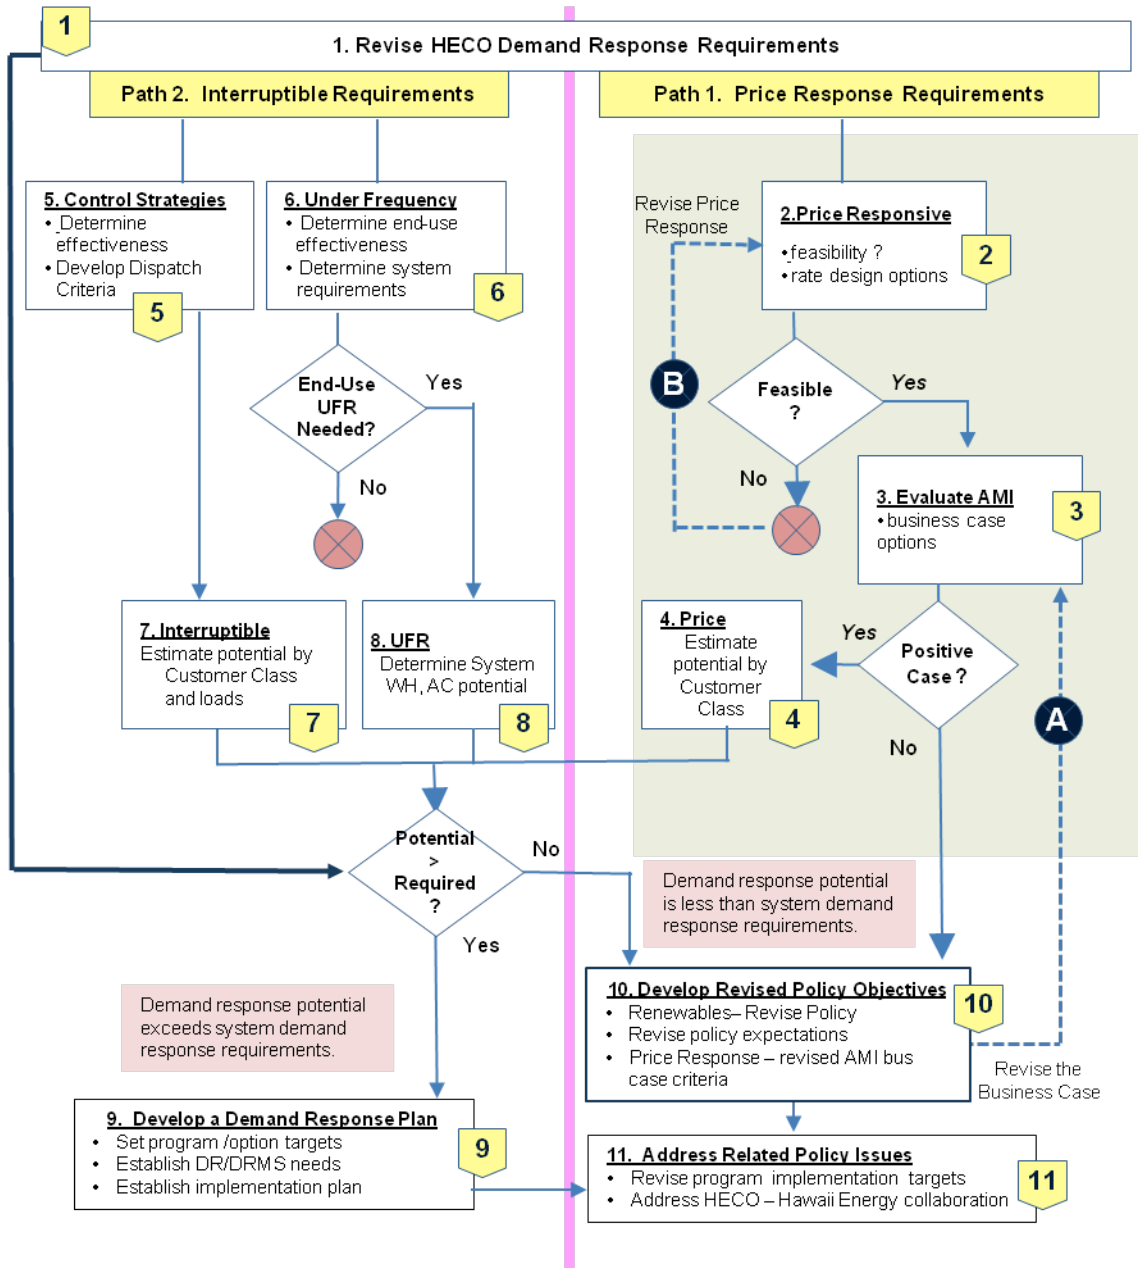 1
1. Revise HECO Demand Response Requirements
Path 2. Interruptible Requirements
Path 1. Price Response Requirements
5. Control Strategies
• Determine
effectiveness
• Develop Dispatch
Criteria
5
6. Under Frequency
• Determine end-use
effectiveness
• Determine system
requirements
6
Revise Price
Response
2.Price Responsive
• feasibility ?
• rate design options
2
End-Use
UFR
Needed?
Yes
No
B
Feasible
?
Yes
No
3. Evaluate AMI
• business case
options
3
7. Interruptible
Estimate potential by
Customer Class
and loads
7
8. UFR
Determine System
WH, AC potential
8
4. Price
Estimate
potential by
Customer
Class
4
Yes
Positive
Case ?
No
A
Potential
>
Required
?
No
Yes
Demand response potential
is less than system demand
response requirements.
Demand response potential
exceeds system demand
response requirements.
10. Develop Revised Policy Objectives
• Renewables– Revise Policy
• Revise policy expectations
• Price Response – revised AMI bus
case criteria
10
Revise the
Business Case
9. Develop a Demand Response Plan
• Set program /option targets
• Establish DR/DRMS needs
• Establish implementation plan
9
11. Address Related Policy Issues
• Revise program implementation targets
• Address HECO – Hawaii Energy collaboration
11